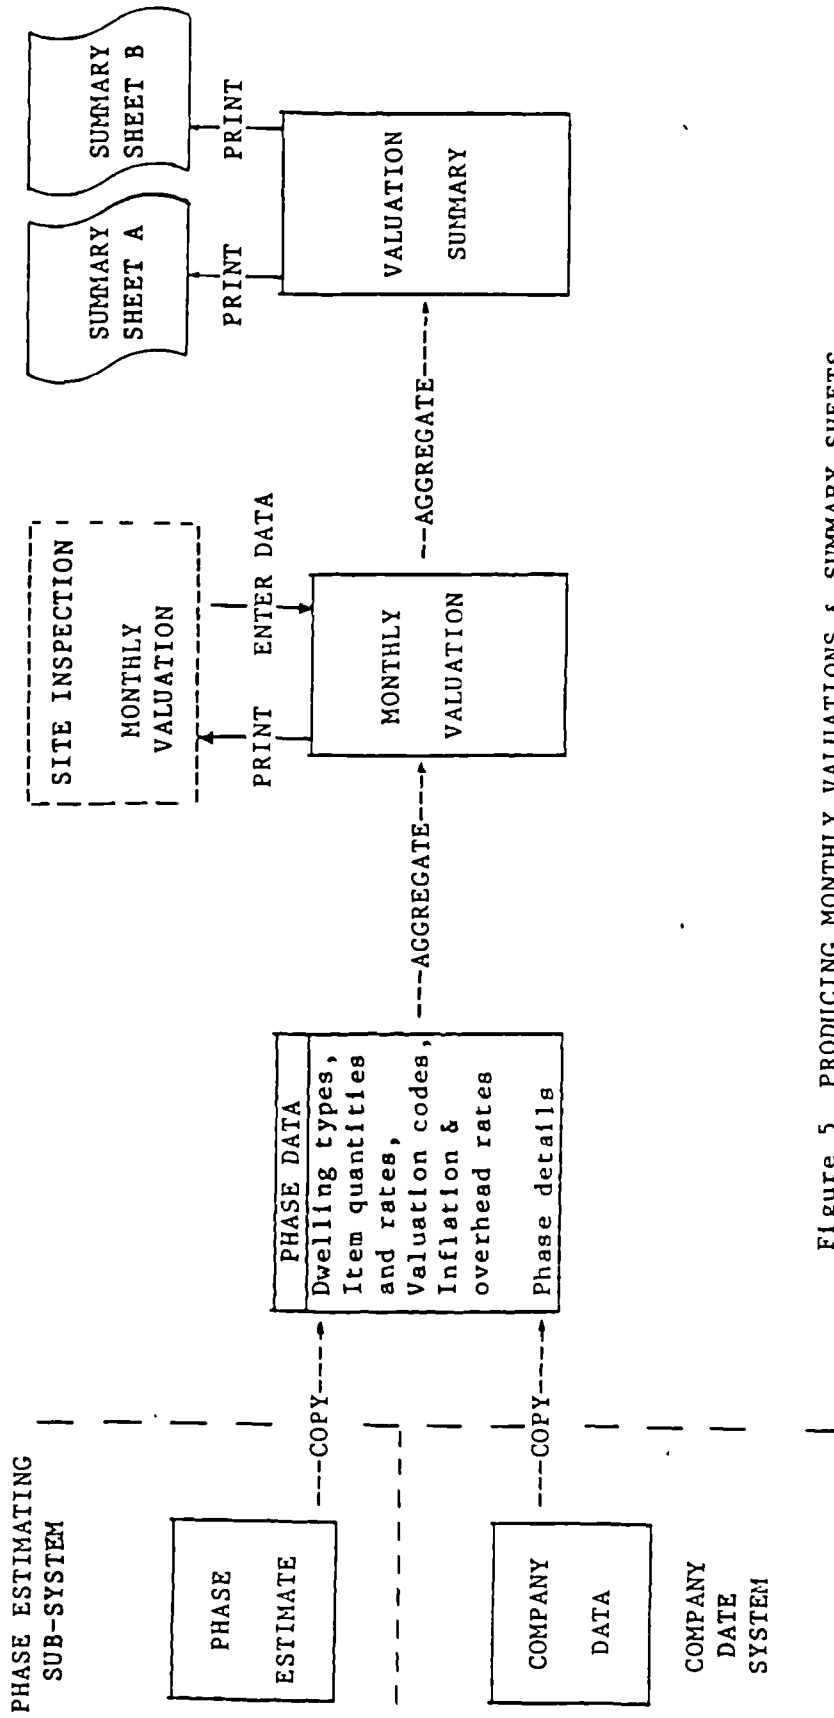 PHASE ESTIMATING
SUB-SYSTEM
PHASE
ESTIMATE
COPY
COMPANY
DATA
COPY
COMPANY
DATE
SYSTEM
PHASE DATA
Dwelling types,
Item quantities
and rates,
Valuation codes,
Inflation &
overhead rates
Phase details
AGGREGATE
SITE INSPECTION
MONTHLY
VALUATION
PRINT
ENTER DATA
MONTHLY
VALUATION
AGGREGATE
SUMMARY
SHEET A
SUMMARY
SHEET B
PRINT
PRINT
VALUATION
SUMMARY
Figure 5 PRODUCING MONTHLY VALUATIONS & SUMMARY SHEETS